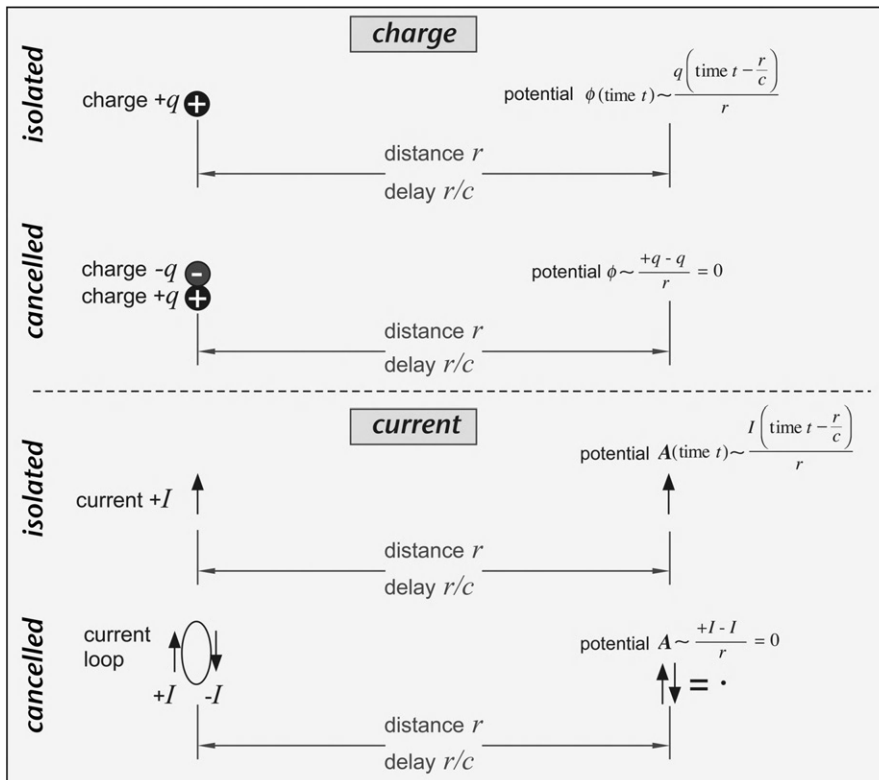 charge
isolated
charge +q
+
potential ϕ(time t)~ q(time t − r/c) / r
distance r
delay r/c
cancelled
charge -q
-
charge +q
+
potential ϕ~ +q - q / r = 0
distance r
delay r/c
current
isolated
potential A(time t)~ I(time t − r/c) / r
current +I
distance r
delay r/c
cancelled
current
loop
+I -I
potential A~ +I - I / r = 0
= ·
distance r
delay r/c